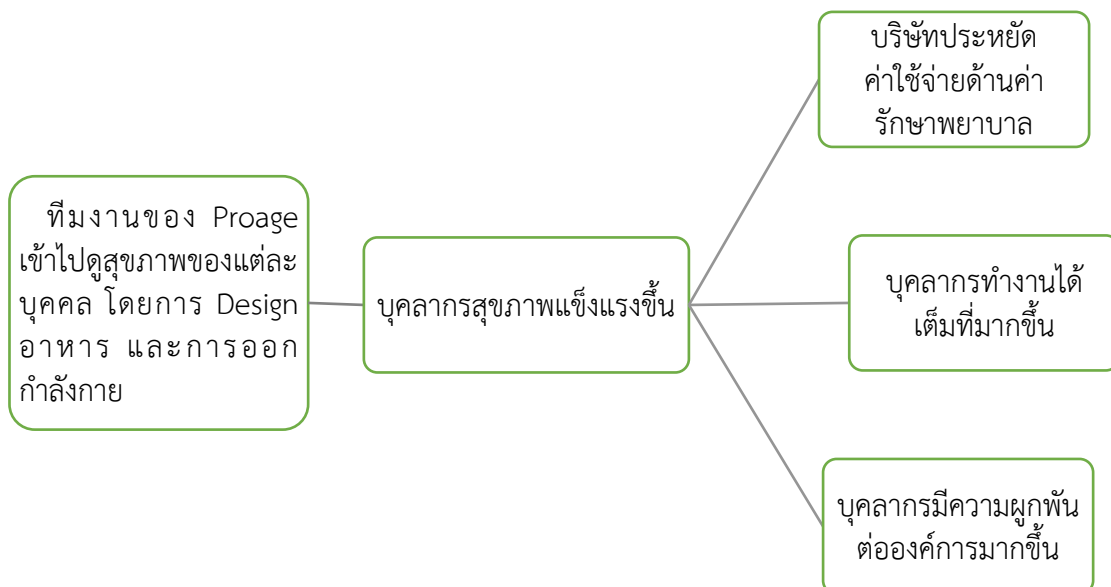 ทีมงานของ Proage
เข้าไปดูสุขภาพของแต่ละ
บุคคล โดยการ Design
อาหาร และการออก
กำลังกาย
บุคลากรสุขภาพแข็งแรงขึ้น
บริษัทประหยัด
ค่าใช้จ่ายด้านค่า
รักษาพยาบาล
บุคลากรทำงานได้
เต็มที่มากขึ้น
บุคลากรมีความผูกพัน
ต่อองค์การมากขึ้น